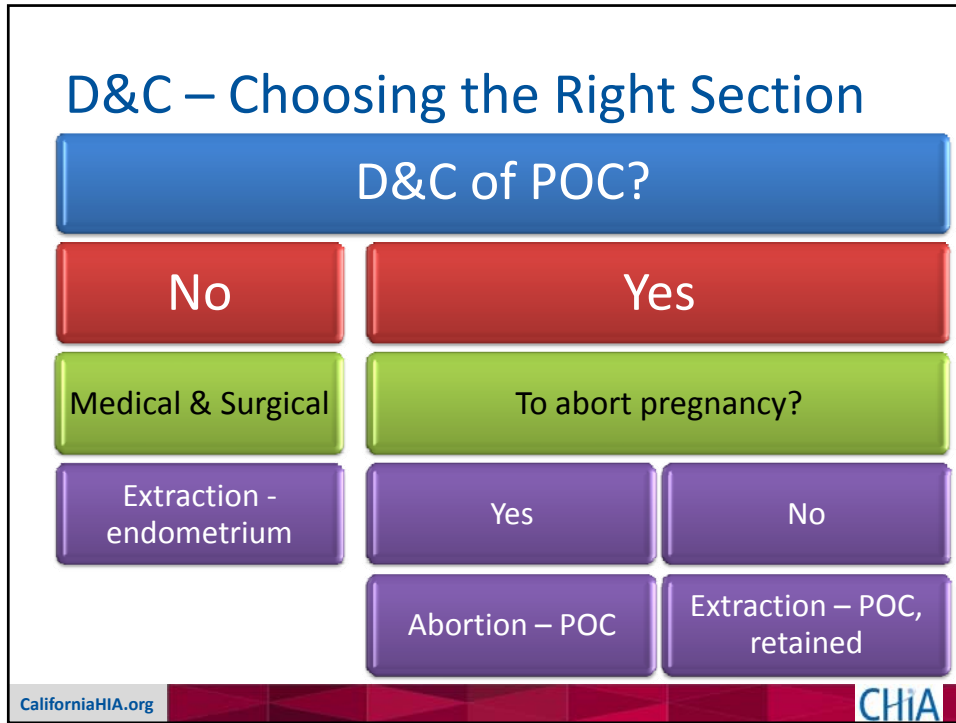 D&C – Choosing the Right Section
D&C of POC?
No
Yes
Medical & Surgical
To abort pregnancy?
Extraction -
endometrium
Yes
No
Abortion – POC
Extraction – POC,
retained
CaliforniaHIA.org
CHiA